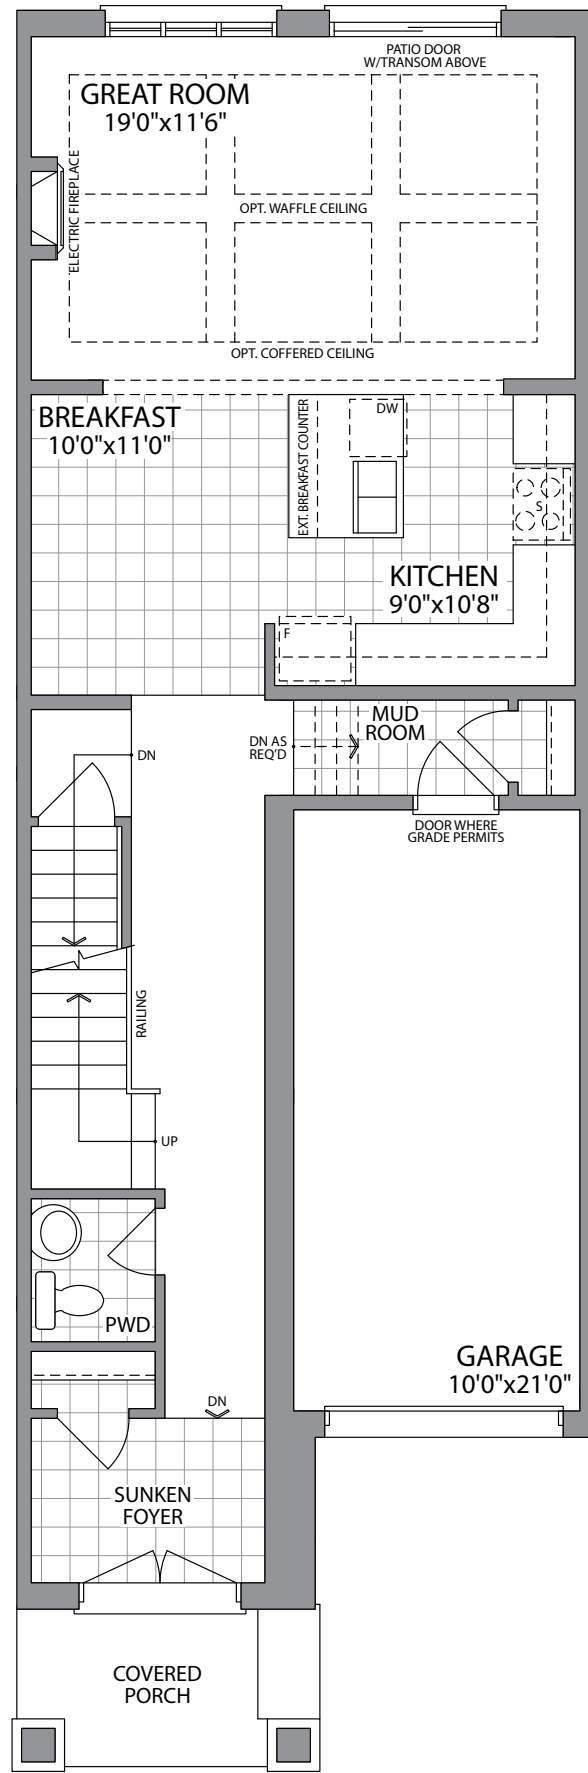 PATIO DOOR
W/TRANSOM ABOVE
GREAT ROOM
19'0"x11'6"
ELECTRIC FIREPLACE
OPT. WAFFLE CEILING
OPT. COFFERED CEILING
BREAKFAST
10'0"x11'0"
EXT. BREAKFAST COUNTER
DW
S
KITCHEN
9'0"x10'8"
F
MUD
ROOM
DN AS
REQ'D
DN
DOOR WHERE
GRADE PERMITS
RAILING
UP
PWD
GARAGE
10'0"x21'0"
DN
SUNKEN
FOYER
COVERED
PORCH